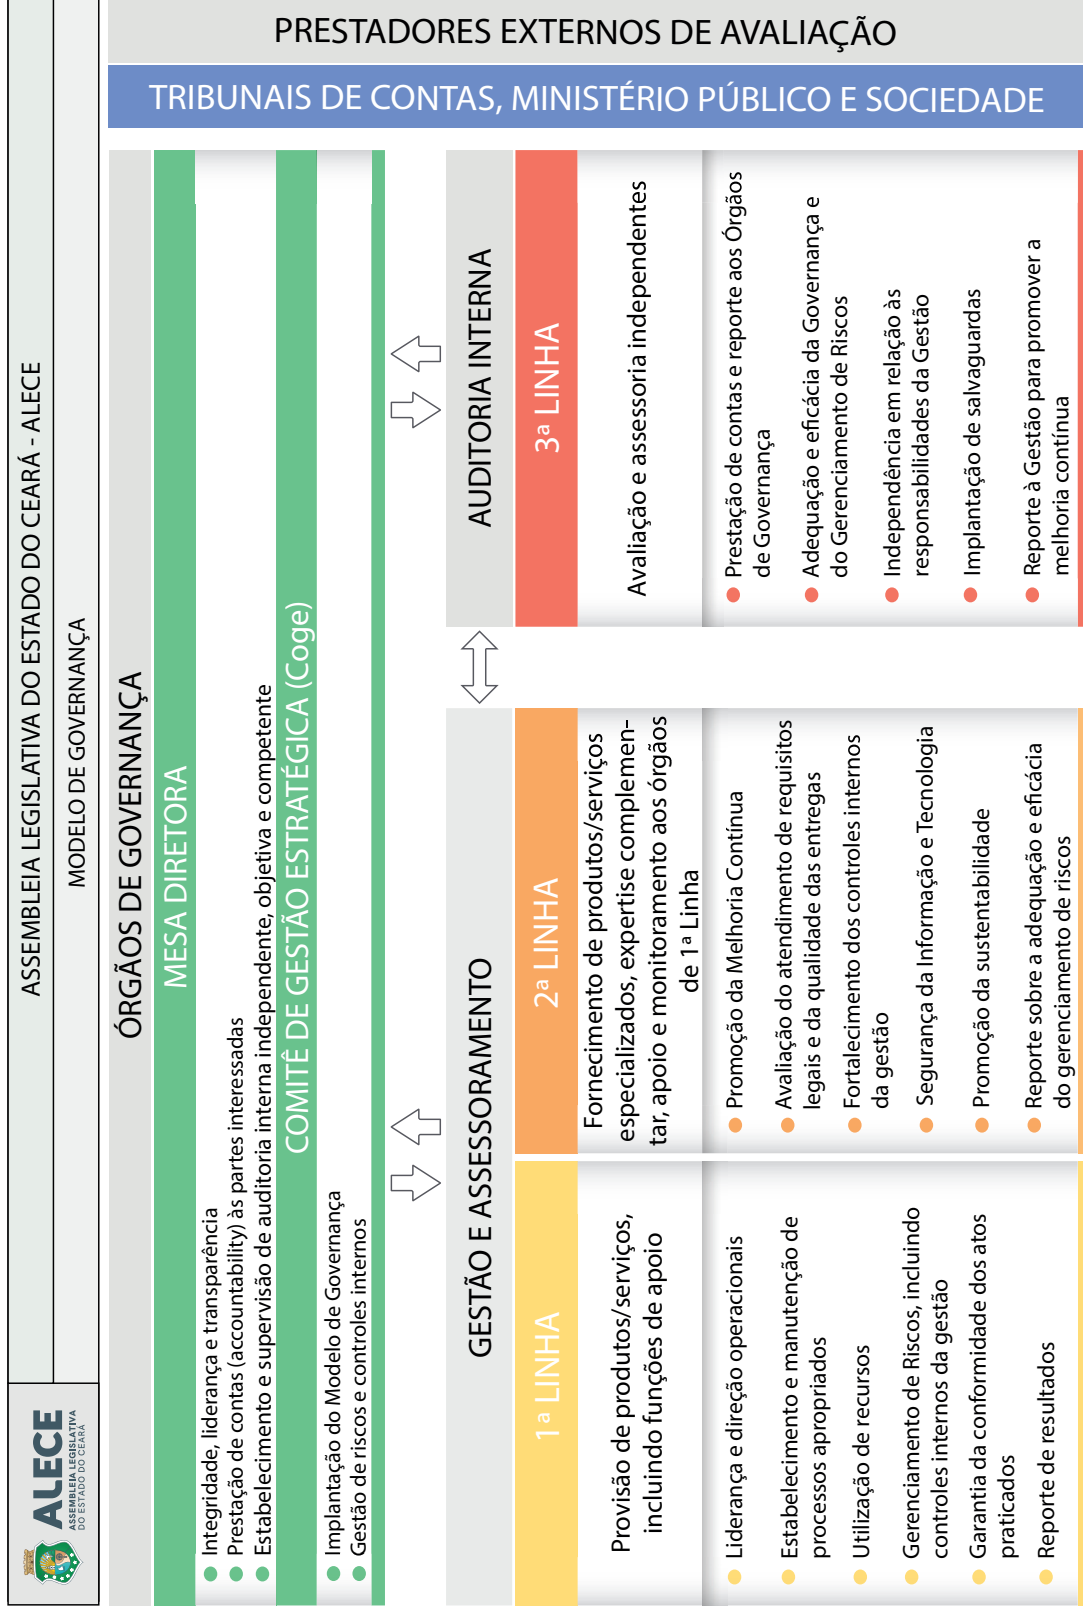 ALECE
ASSEMBLEIA LEGISLATIVA
DO ESTADO DO CEARÁ
ASSEMBLEIA LEGISLATIVA DO ESTADO DO CEARÁ - ALECE
MODELO DE GOVERNANÇA
ÓRGÃOS DE GOVERNANÇA
MESA DIRETORA
Integridade, liderança e transparência
Prestação de contas (accountability) às partes interessadas
Estabelecimento e supervisão de auditoria interna independente, objetiva e competente
COMITÊ DE GESTÃO ESTRATÉGICA (Coge)
Implantação do Modelo de Governança
Gestão de riscos e controles internos
GESTÃO E ASSESSORAMENTO
1ª LINHA
Provisão de produtos/serviços,
incluindo funções de apoio
Liderança e direção operacionais
Estabelecimento e manutenção de
processos apropriados
Utilização de recursos
Gerenciamento de Riscos, incluindo
controles internos da gestão
Garantia da conformidade dos atos
praticados
Reporte de resultados
2ª LINHA
Fornecimento de produtos/serviços
especializados, expertise complemen-
tar, apoio e monitoramento aos órgãos
de 1ª Linha
Promoção da Melhoria Contínua
Avaliação do atendimento de requisitos
legais e da qualidade das entregas
Fortalecimento dos controles internos
da gestão
Segurança da Informação e Tecnologia
Promoção da sustentabilidade
Reporte sobre a adequação e eficácia
do gerenciamento de riscos
AUDITORIA INTERNA
3ª LINHA
Avaliação e assessoria independentes
Prestação de contas e reporte aos Órgãos
de Governança
Adequação e eficácia da Governança e
do Gerenciamento de Riscos
Independência em relação às
responsabilidades da Gestão
Implantação de salvaguardas
Reporte à Gestão para promover a
melhoria contínua
PRESTADORES EXTERNOS DE AVALIAÇÃO
TRIBUNAIS DE CONTAS, MINISTÉRIO PÚBLICO E SOCIEDADE